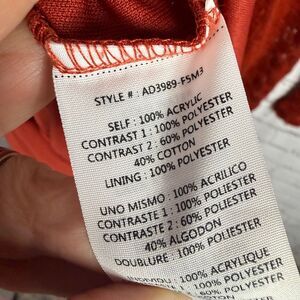 STYLE # : AD3989-F5M3
SELF : 100% ACRYLIC
CONTRAST 1 : 100% POLYESTER
CONTRAST 2 : 60% POLYESTER
40% COTTON
LINING : 100% POLYESTER
UNO MISMO : 100% ACRILICO
CONTRASTE 1 : 100% POLIESTER
CONTRASTE 2 : 60% POLIESTER
40% ALGODON
DOUBLURE : 100% POLIESTER
100% ACRYLIQUE
POLYESTER
POLYESTER